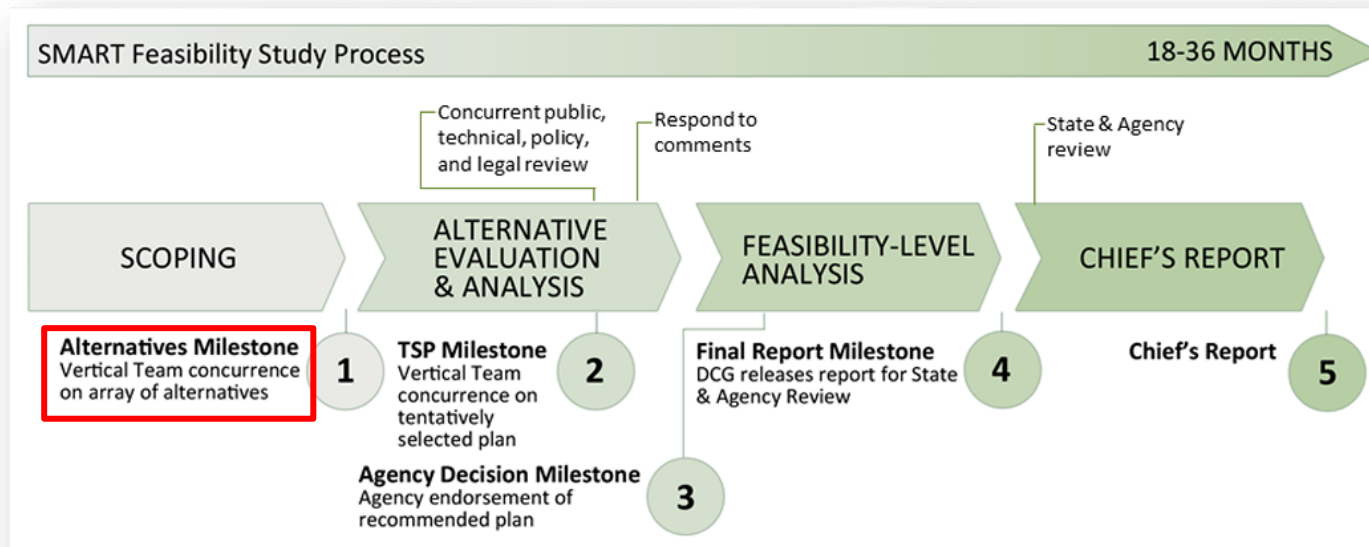 SMART Feasibility Study Process
18-36 MONTHS
Concurrent public,
technical, policy,
and legal review
Respond to
comments
State & Agency
review
SCOPING
ALTERNATIVE
EVALUATION
& ANALYSIS
FEASIBILITY-LEVEL
ANALYSIS
CHIEF'S REPORT
Alternatives Milestone
Vertical Team concurrence
on array of alternatives
1
TSP Milestone
Vertical Team
concurrence on
tentatively
selected plan
2
Agency Decision Milestone
Agency endorsement of
recommended plan
3
Final Report Milestone
DCG releases report for State
& Agency Review
4
Chief's Report
5